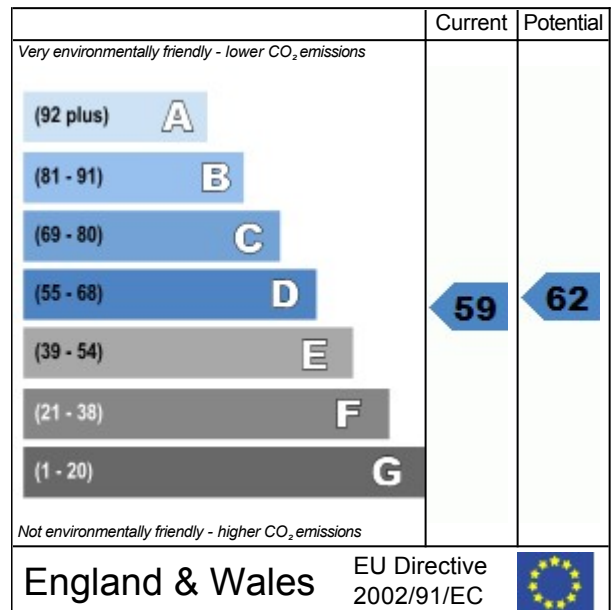 Current Potential
Very environmentally friendly - lower CO₂ emissions
(92 plus) A
(81 - 91) B
(69 - 80) C
(55 - 68) D
59 62
(39 - 54) E
(21 - 38) F
(1 - 20) G
Not environmentally friendly - higher CO₂ emissions
England & Wales
EU Directive
2002/91/EC